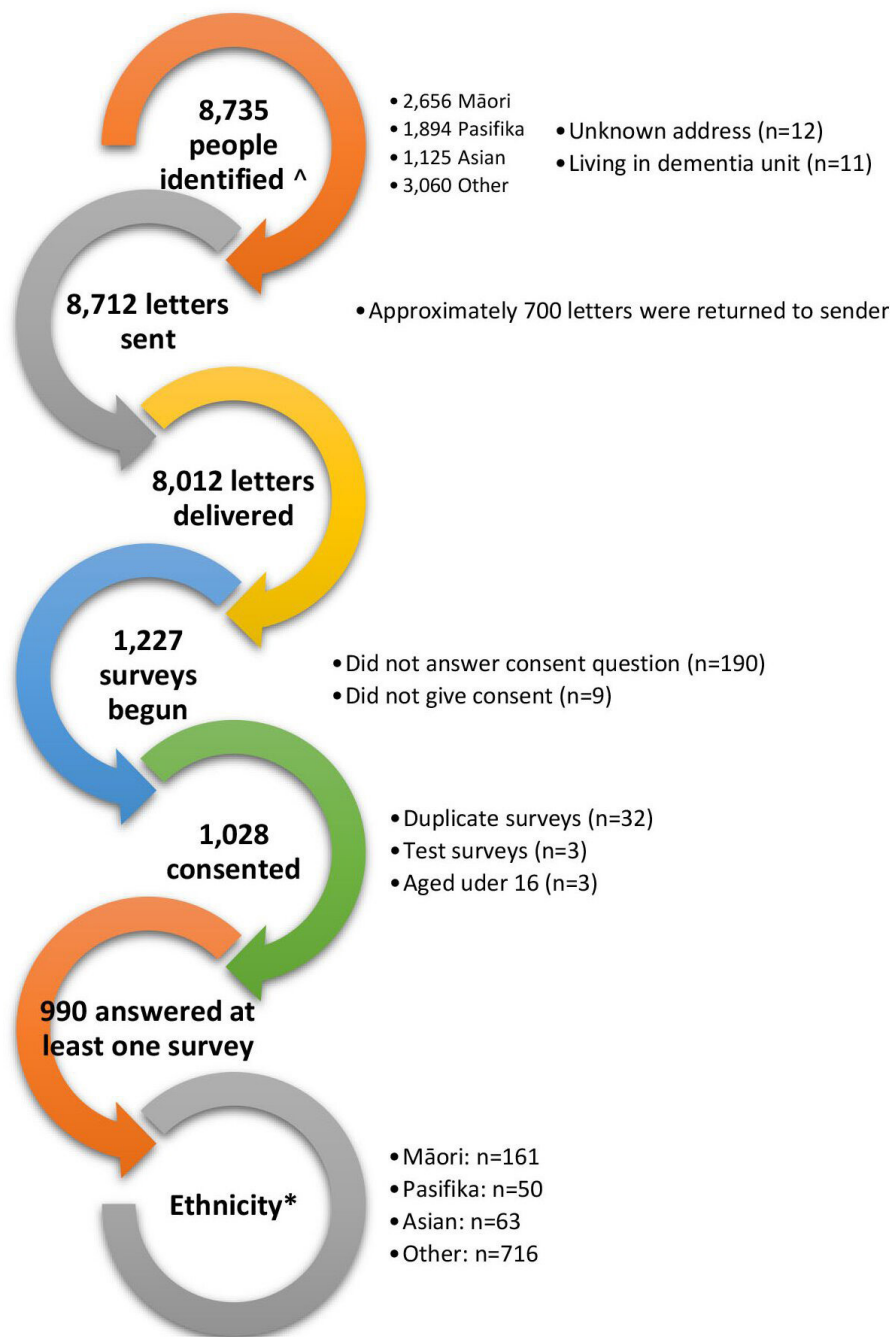 8,735
people
identified ^
• 2,656 Māori
• 1,894 Pasifika
• 1,125 Asian
• 3,060 Other
• Unknown address (n=12)
• Living in dementia unit (n=11)
8,712 letters
sent
• Approximately 700 letters were returned to sender
8,012 letters
delivered
1,227
surveys
begun
• Did not answer consent question (n=190)
• Did not give consent (n=9)
1,028
consented
• Duplicate surveys (n=32)
• Test surveys (n=3)
• Aged uder 16 (n=3)
990 answered at
least one survey
Ethnicity*
• Māori: n=161
• Pasifika: n=50
• Asian: n=63
• Other: n=716